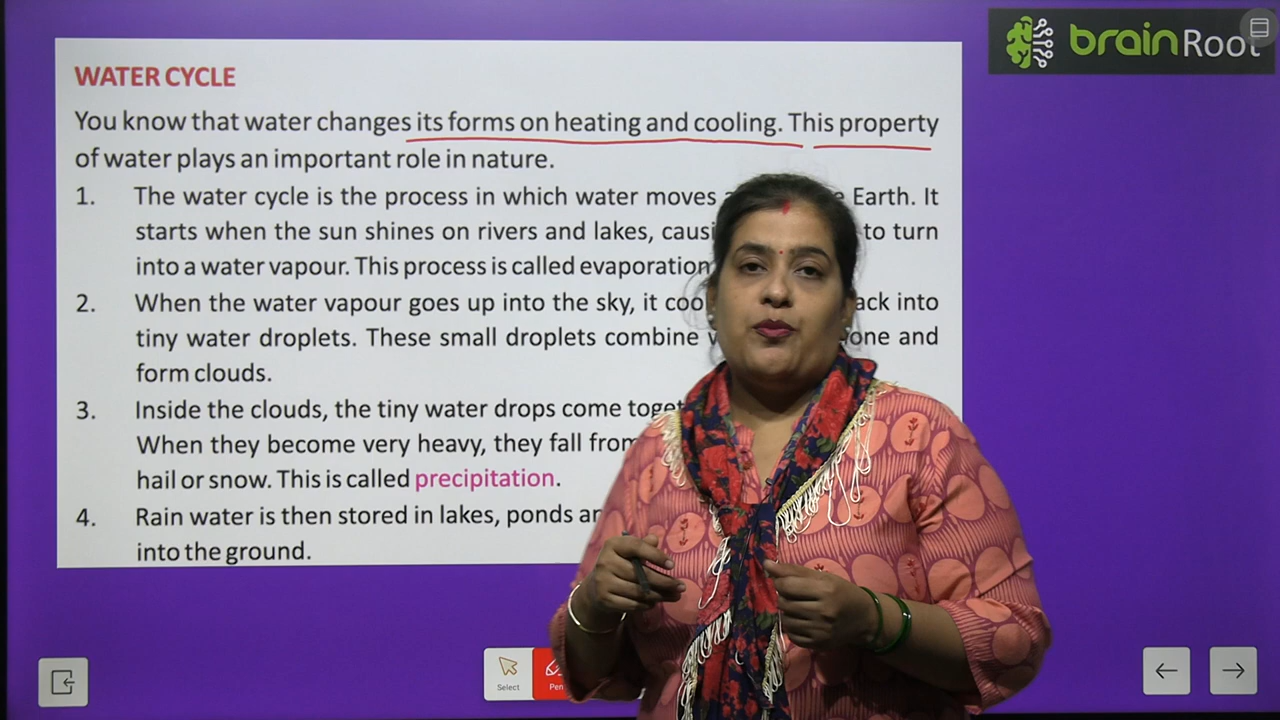 brainRoot
WATER CYCLE
You know that water changes its forms on heating and cooling. This property
of water plays an important role in nature.
1. The water cycle is the process in which water moves Earth. It
starts when the sun shines on rivers and lakes, to turn
into a water vapour. This process is called evaporation
2. When the water vapour goes up into the sky, it into
tiny water droplets. These small droplets combine and
form clouds.
3. Inside the clouds, the tiny water drops come
When they become very heavy, they fall from
hail or snow. This is called precipitation.
4. Rain water is then stored in lakes, ponds
into the ground.
Select
Pen